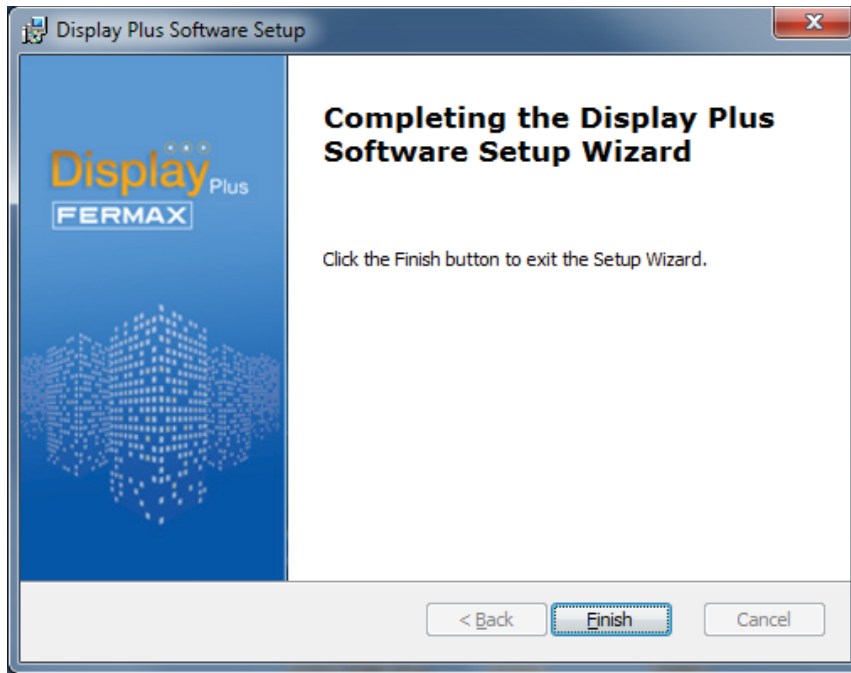 Display Plus Software Setup
X
Completing the Display Plus
Software Setup Wizard
Display Plus
FERMAX
Click the Finish button to exit the Setup Wizard.
< Back
Finish
Cancel